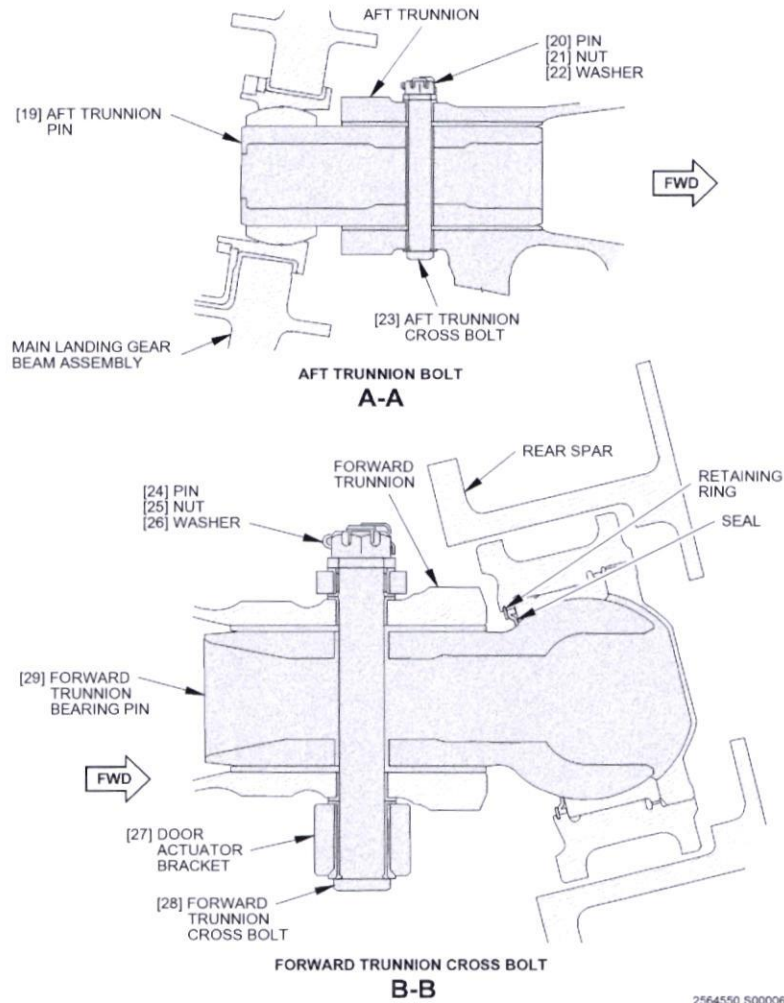 AFT TRUNNION
[20] PIN
[21] NUT
[22] WASHER
[19] AFT TRUNNION
PIN
FWD
[23] AFT TRUNNION
CROSS BOLT
MAIN LANDING GEAR
BEAM ASSEMBLY
AFT TRUNNION BOLT
A-A
REAR SPAR
FORWARD
TRUNNION
RETAINING
RING
SEAL
[24] PIN
[25] NUT
[26] WASHER
[29] FORWARD
TRUNNION
BEARING PIN
FWD
[27] DOOR
ACTUATOR
BRACKET
[28] FORWARD
TRUNNION
CROSS BOLT
FORWARD TRUNNION CROSS BOLT
B-B